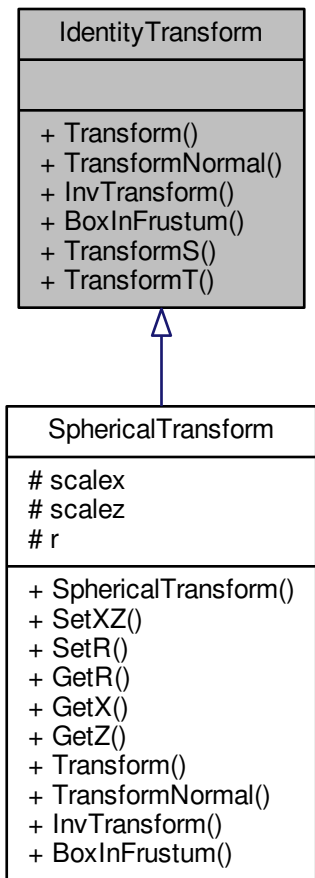 IdentityTransform
+ Transform()
+ TransformNormal()
+ InvTransform()
+ BoxInFrustum()
+ TransformS()
+ TransformT()
SphericalTransform
# scalex
# scalez
# r
+ SphericalTransform()
+ SetXZ()
+ SetR()
+ GetR()
+ GetX()
+ GetZ()
+ Transform()
+ TransformNormal()
+ InvTransform()
+ BoxInFrustum()